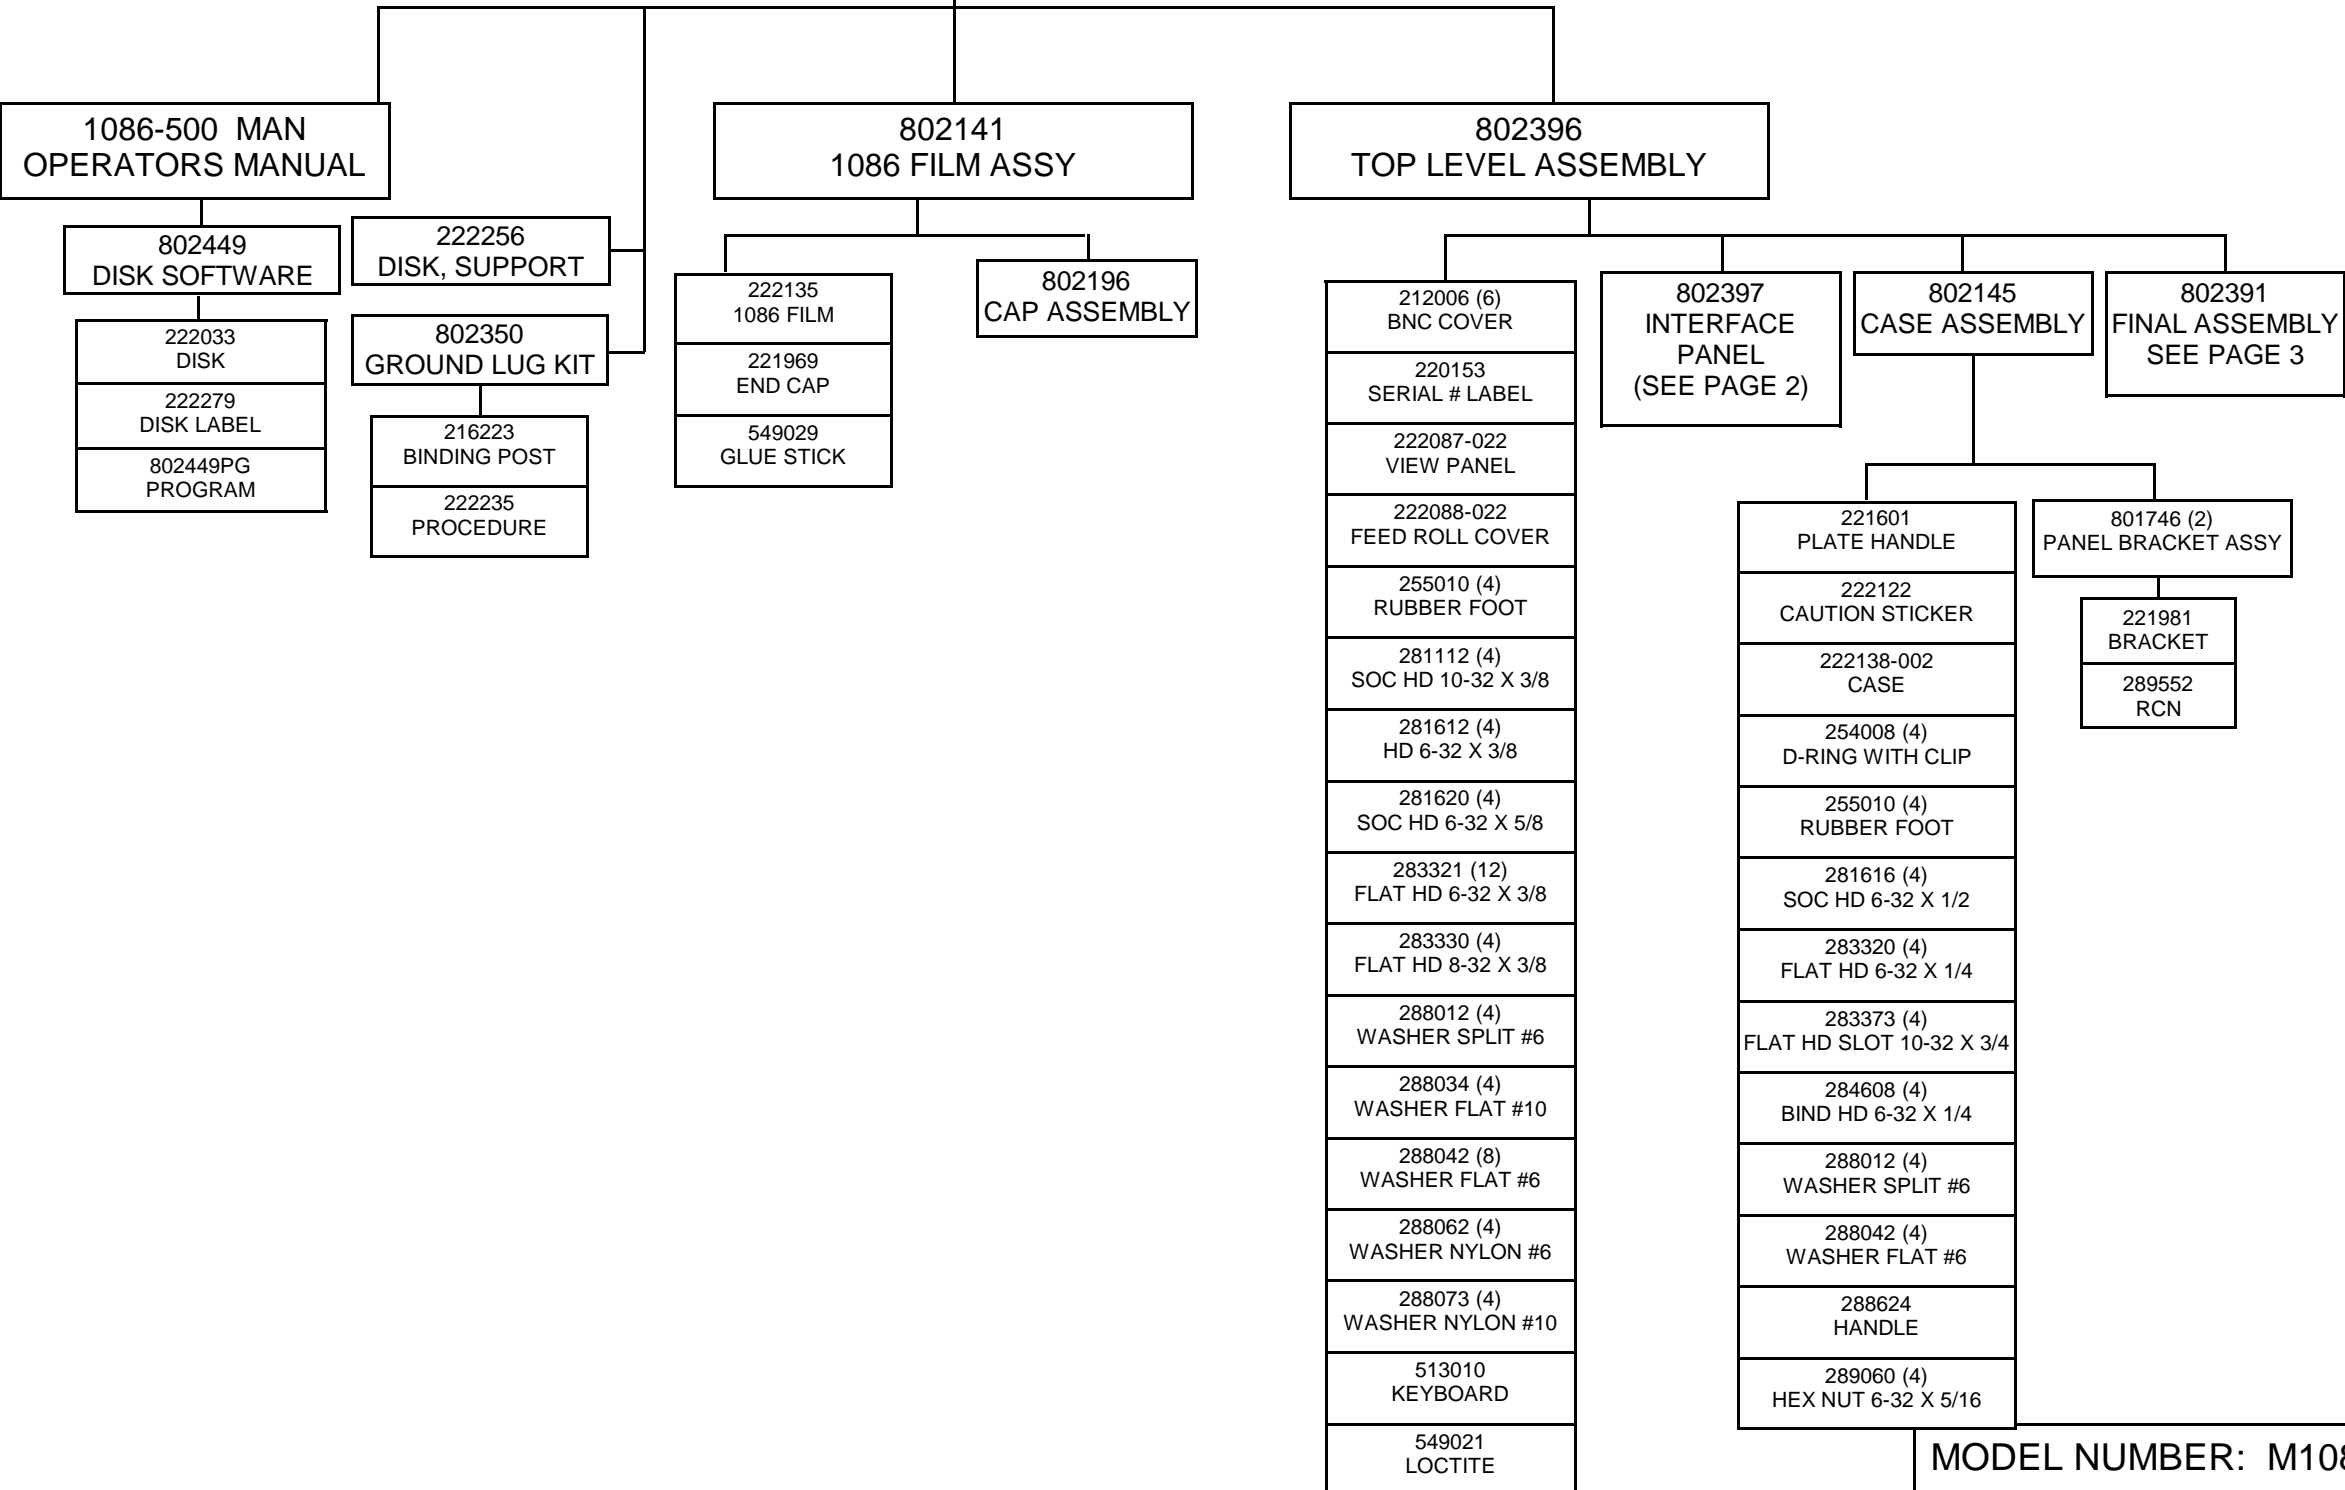 1086-500 MAN
OPERATORS MANUAL
802449
DISK SOFTWARE
222033
DISK
222279
DISK LABEL
802449PG
PROGRAM
222256
DISK, SUPPORT
802350
GROUND LUG KIT
216223
BINDING POST
222235
PROCEDURE
802141
1086 FILM ASSY
222135
1086 FILM
221969
END CAP
549029
GLUE STICK
802196
CAP ASSEMBLY
802396
TOP LEVEL ASSEMBLY
212006 (6)
BNC COVER
220153
SERIAL # LABEL
222087-022
VIEW PANEL
222088-022
FEED ROLL COVER
255010 (4)
RUBBER FOOT
281112 (4)
SOC HD 10-32 X 3/8
281612 (4)
HD 6-32 X 3/8
281620 (4)
SOC HD 6-32 X 5/8
283321 (12)
FLAT HD 6-32 X 3/8
283330 (4)
FLAT HD 8-32 X 3/8
288012 (4)
WASHER SPLIT #6
288034 (4)
WASHER FLAT #10
288042 (8)
WASHER FLAT #6
288062 (4)
WASHER NYLON #6
288073 (4)
WASHER NYLON #10
513010
KEYBOARD
549021
LOCTITE
802397
INTERFACE
PANEL
(SEE PAGE 2)
802145
CASE ASSEMBLY
221601
PLATE HANDLE
222122
CAUTION STICKER
222138-002
CASE
254008 (4)
D-RING WITH CLIP
255010 (4)
RUBBER FOOT
281616 (4)
SOC HD 6-32 X 1/2
283320 (4)
FLAT HD 6-32 X 1/4
283373 (4)
FLAT HD SLOT 10-32 X 3/4
284608 (4)
BIND HD 6-32 X 1/4
288012 (4)
WASHER SPLIT #6
288042 (4)
WASHER FLAT #6
288624
HANDLE
289060 (4)
HEX NUT 6-32 X 5/16
801746 (2)
PANEL BRACKET ASSY
221981
BRACKET
289552
RCN
802391
FINAL ASSEMBLY
SEE PAGE 3
MODEL NUMBER: M108